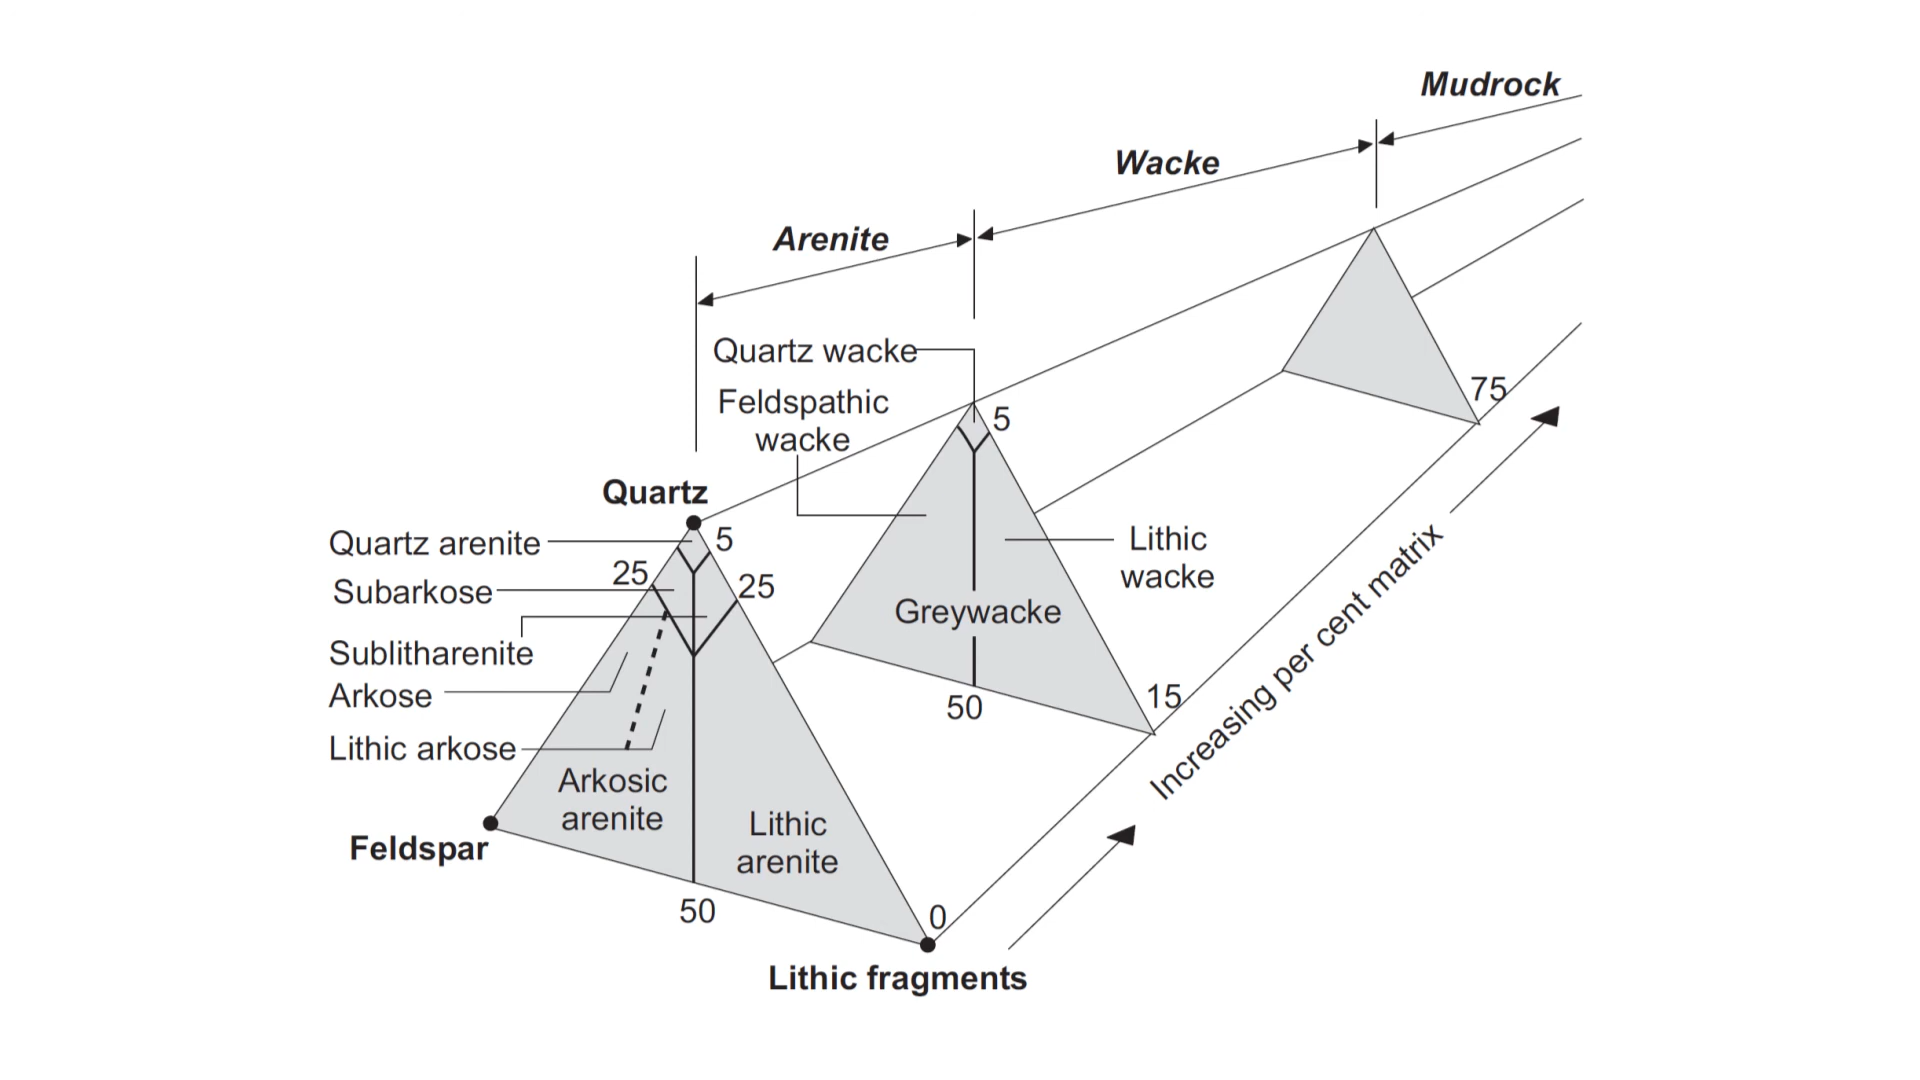 Mudrock
Wacke
Arenite
Quartz wacke
Feldspathic
wacke
5
75
Quartz
Quartz arenite
5
25
Subarkose
25
Sublitharenite
Arkose
Lithic arkose
Lithic
wacke
Greywacke
50
15
Increasing per cent matrix
Arkosic
arenite
Lithic
arenite
Feldspar
50
0
Lithic fragments